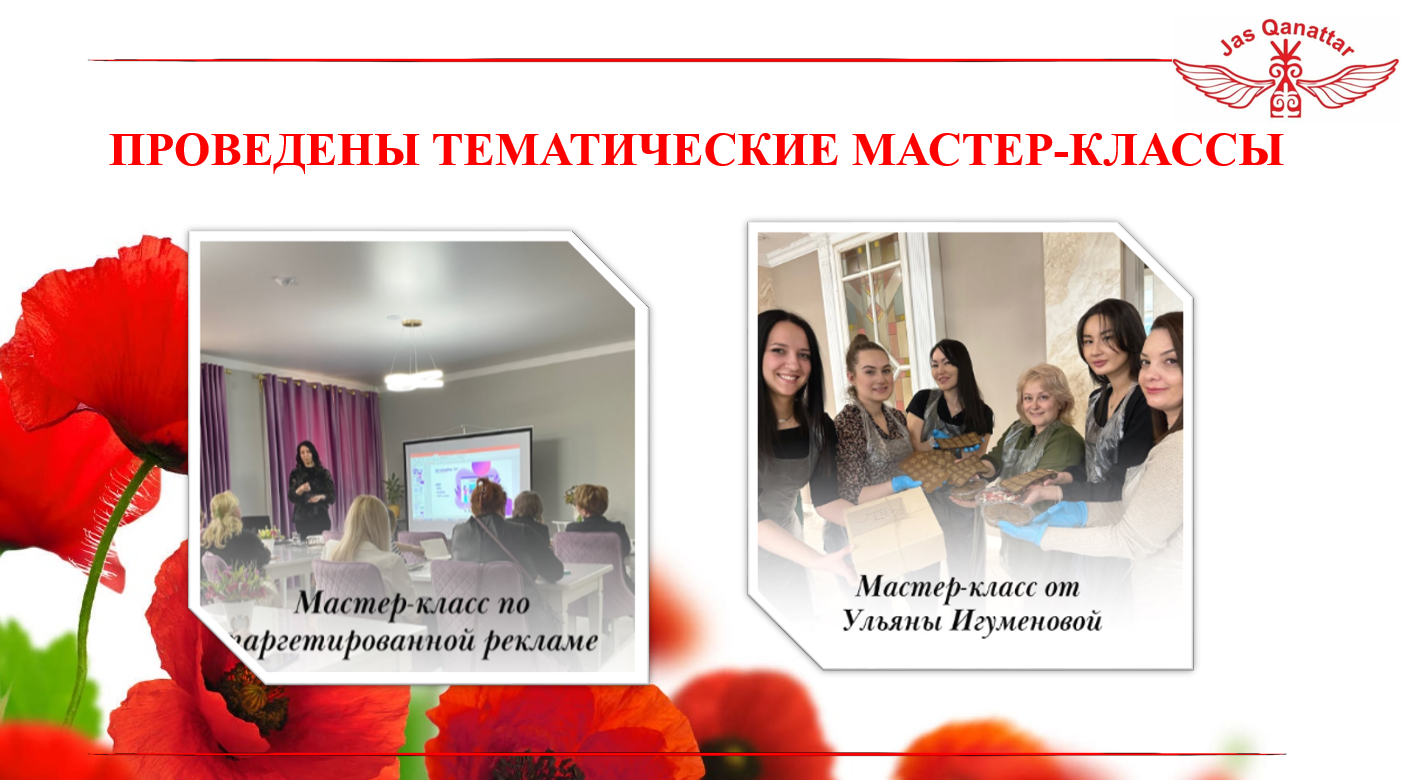 Jas Qanattar
ПРОВЕДЕНЫ ТЕМАТИЧЕСКИЕ МАСТЕР-КЛАССЫ
Мастер-класс по
таргетированной рекламе
Мастер-класс от
Ульяны Игуменовой